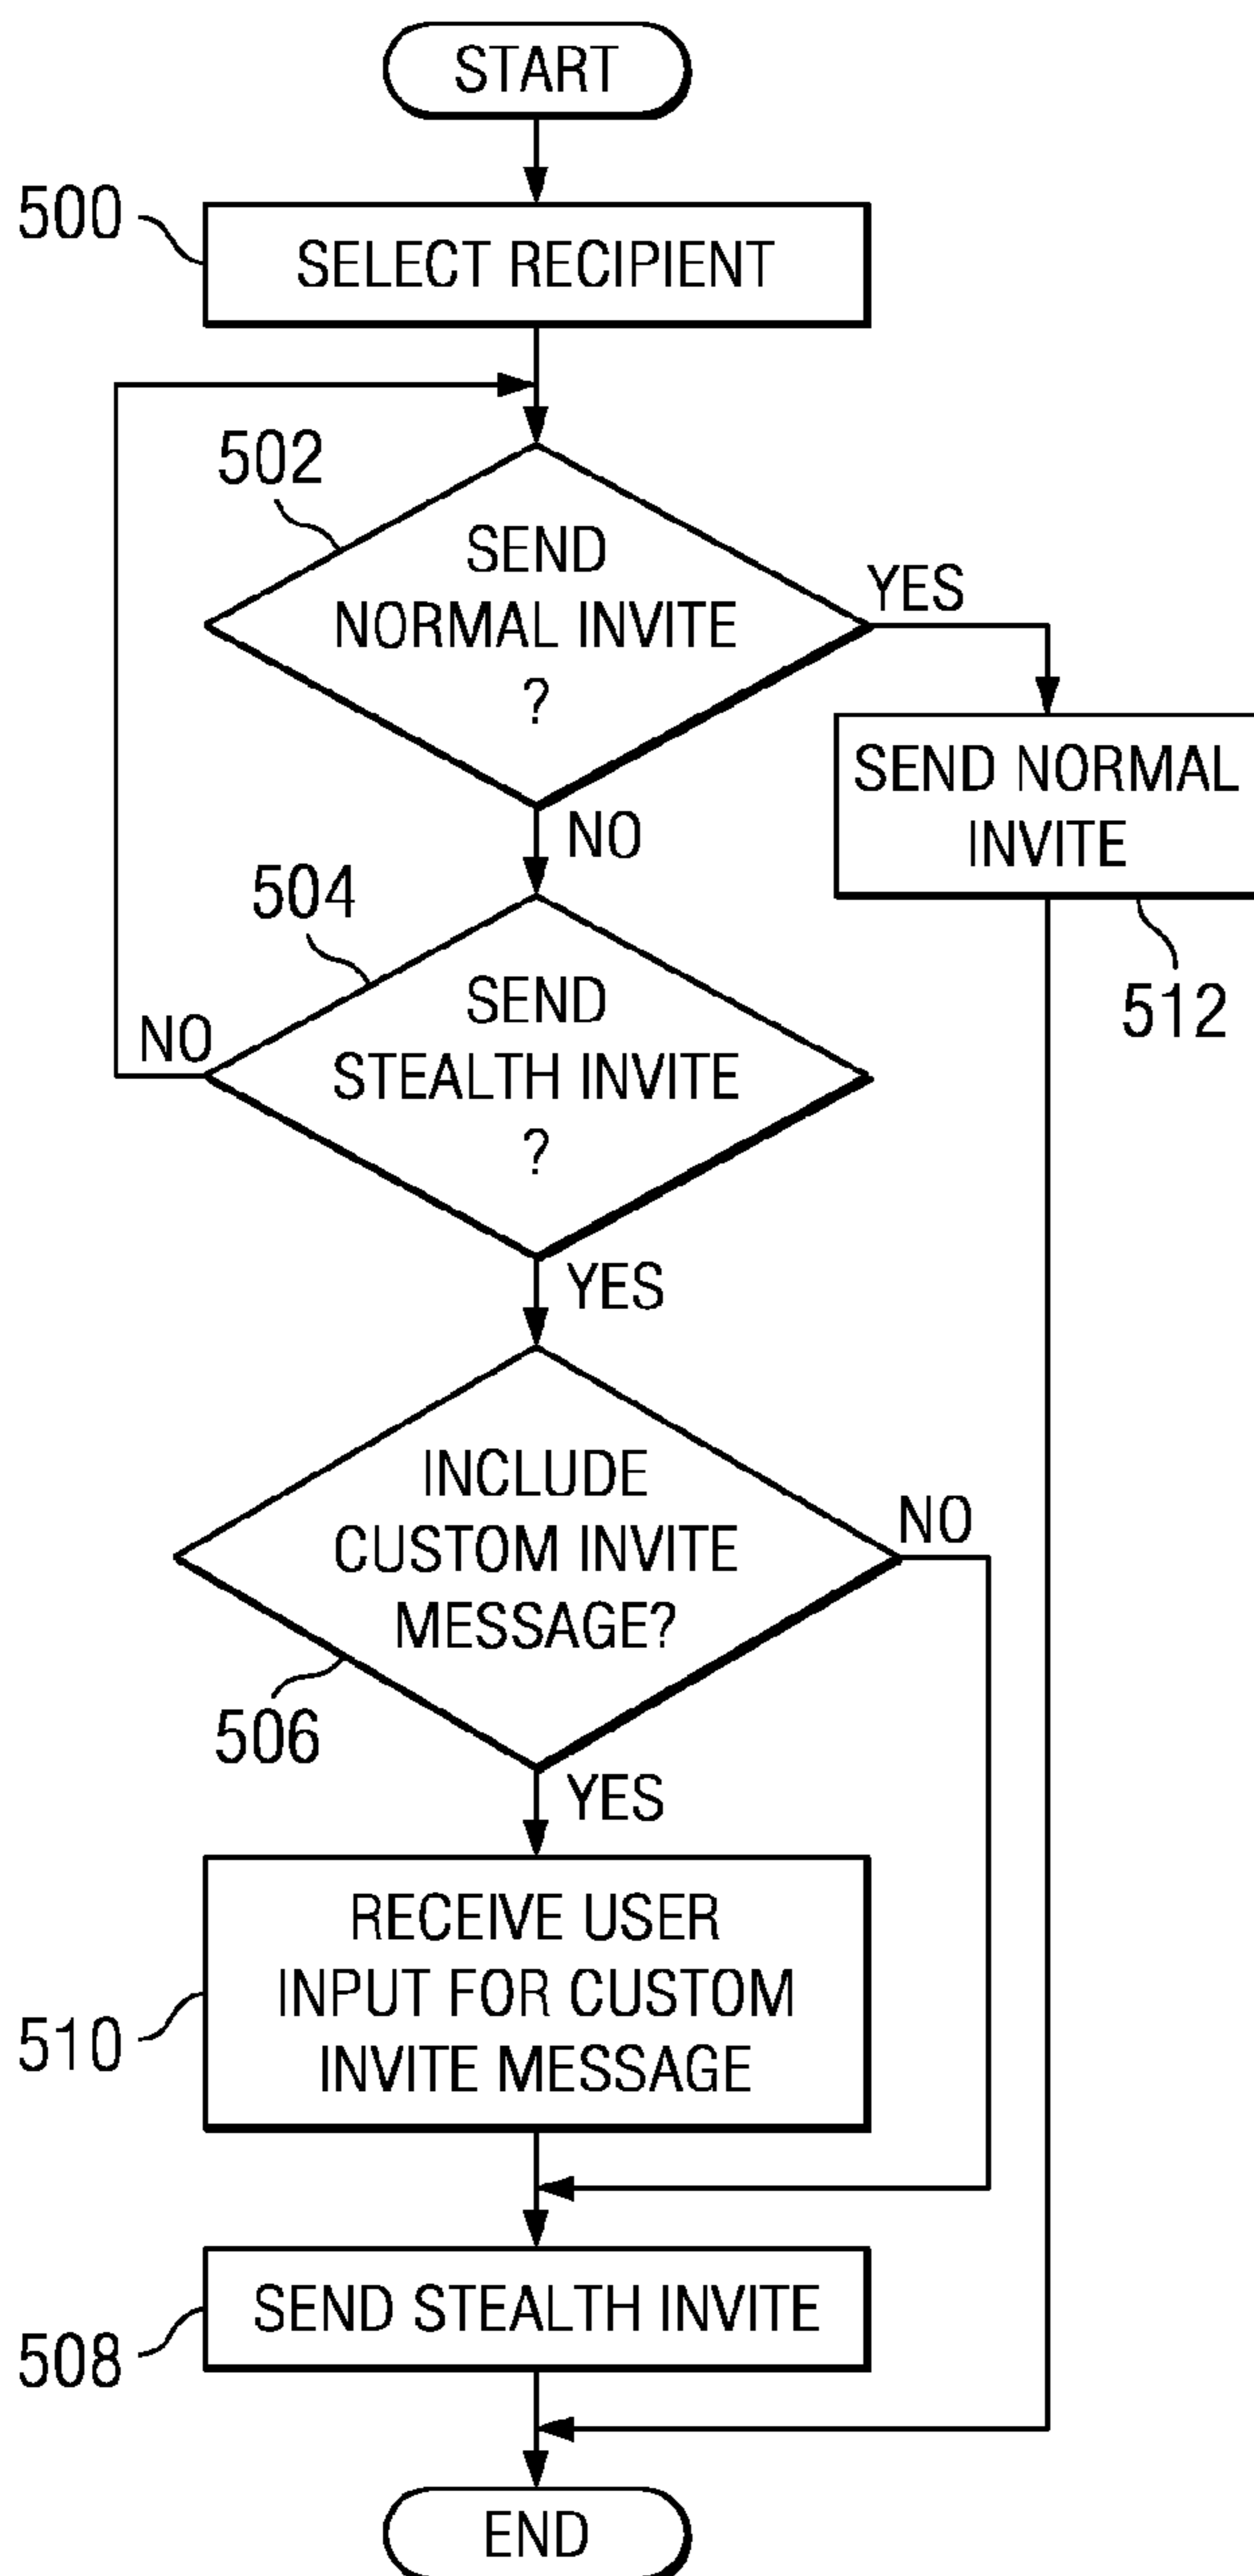 START
500
SELECT RECIPIENT
502
SEND
NORMAL INVITE
?
YES
SEND NORMAL
INVITE
512
NO
504
SEND
STEALTH INVITE
?
NO
YES
INCLUDE
CUSTOM INVITE
MESSAGE?
NO
506
YES
RECEIVE USER
INPUT FOR CUSTOM
INVITE MESSAGE
510
SEND STEALTH INVITE
508
END